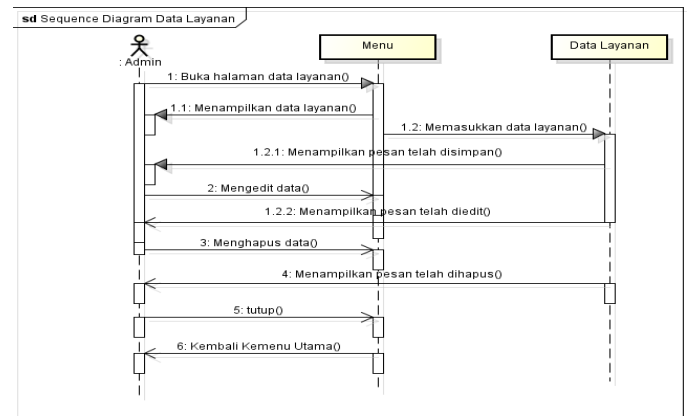 sd Sequence Diagram Data Layanan
Menu
Data Layanan
: Admin
1: Buka halaman data layanan()
1.1: Menampilkan data layanan()
1.2: Memasukkan data layanan()
1.2.1: Menampilkan pesan telah disimpan()
2: Mengedit data()
1.2.2: Menampilkan pesan telah diedit()
3: Menghapus data()
4: Menampilkan pesan telah dihapus()
5: tutup()
6: Kembali Kemenu Utama()